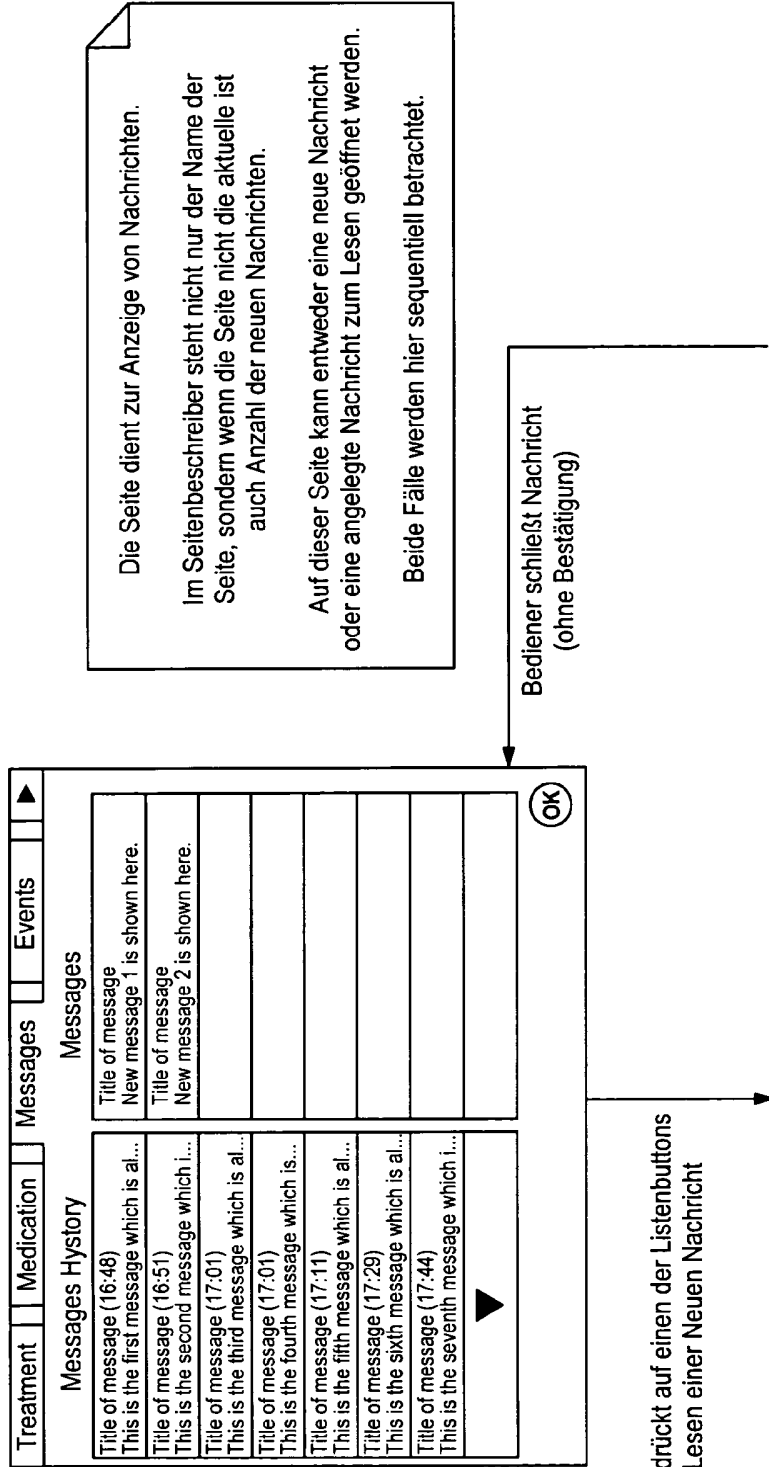 Treatment
Medication
Messages
Events
Messages Hystory
Messages
Title of message (16:48)
This is the first message which is al...
Title of message (16:51)
This is the second message which i...
Title of message (17:01)
This is the third message which is al...
Title of message (17:01)
This is the fourth message which is...
Title of message (17:11)
This is the fifth message which is al...
Title of message (17:29)
This is the sixth message which is al...
Title of message (17:44)
This is the seventh message which i...
Title of message
New message 1 is shown here.
Title of message
New message 2 is shown here.
OK
Die Seite dient zur Anzeige von Nachrichten.
Im Seitenbeschreiber steht nicht nur der Name der
Seite, sondern wenn die Seite nicht die aktuelle ist
auch Anzahl der neuen Nachrichten.
Auf dieser Seite kann entweder eine neue Nachricht
oder eine angelegte Nachricht zum Lesen geöffnet werden.
Beide Fälle werden hier sequentiell betrachtet.
Bediener schließt Nachricht
(ohne Bestätigung)
drückt auf einen der Listenbuttons
Lesen einer Neuen Nachricht